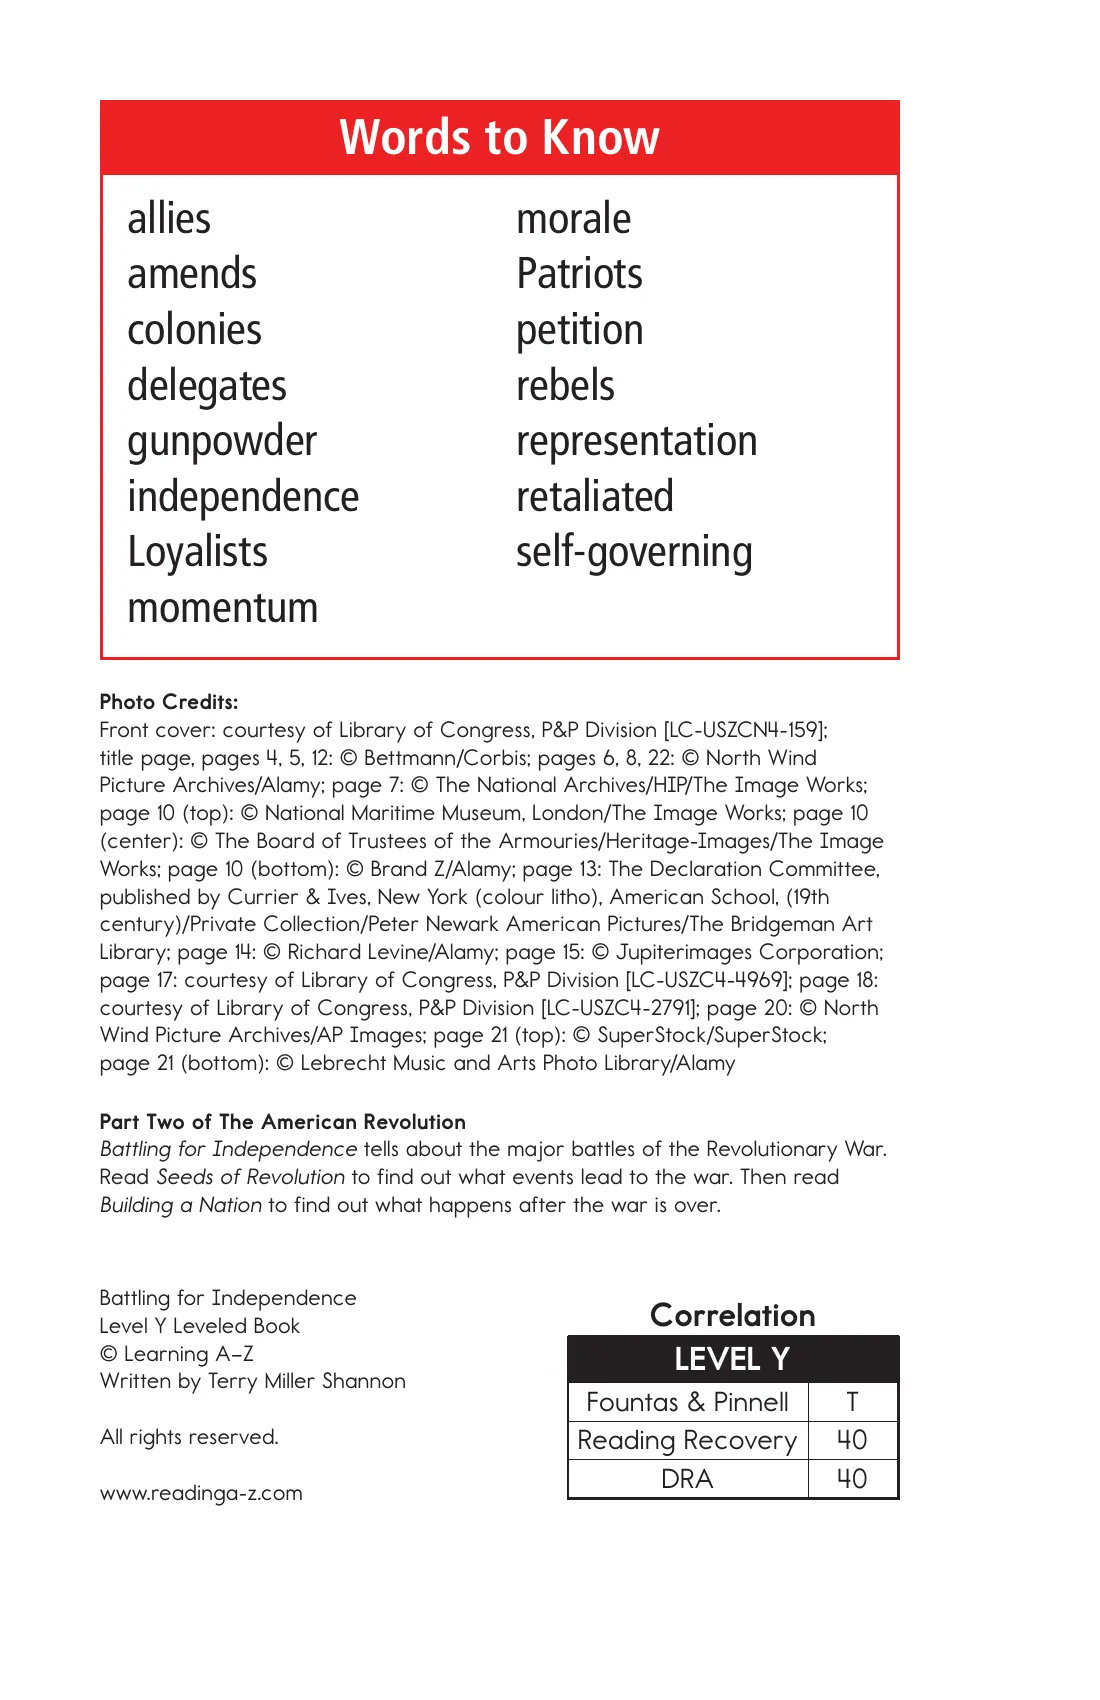 Words to Know
allies
amends
colonies
delegates
gunpowder
independence
Loyalists
momentum
morale
Patriots
petition
rebels
representation
retaliated
self-governing
Photo Credits:
Front cover: courtesy of Library of Congress, P&P Division [LC-USZCN4-159];
title page, pages 4, 5, 12: © Bettmann/Corbis; pages 6, 8, 22: © North Wind
Picture Archives/Alamy; page 7: © The National Archives/HIP/The Image Works;
page 10 (top): © National Maritime Museum, London/The Image Works; page 10
(center): © The Board of Trustees of the Armouries/Heritage-Images/The Image
Works; page 10 (bottom): © Brand Z/Alamy; page 13: The Declaration Committee,
published by Currier & Ives, New York (colour litho), American School, (19th
century)/Private Collection/Peter Newark American Pictures/The Bridgeman Art
Library; page 14: © Richard Levine/Alamy; page 15: © Jupiterimages Corporation;
page 17: courtesy of Library of Congress, P&P Division [LC-USZC4-4969]; page 18:
courtesy of Library of Congress, P&P Division [LC-USZC4-2791]; page 20: © North
Wind Picture Archives/AP Images; page 21 (top): © SuperStock/SuperStock;
page 21 (bottom): © Lebrecht Music and Arts Photo Library/Alamy
Part Two of The American Revolution
Battling for Independence tells about the major battles of the Revolutionary War.
Read Seeds of Revolution to find out what events lead to the war. Then read
Building a Nation to find out what happens after the war is over.
Battling for Independence
Level Y Leveled Book
© Learning A–Z
Written by Terry Miller Shannon
All rights reserved.
www.readinga-z.com
Correlation
LEVEL Y
Fountas & Pinnell T
Reading Recovery 40
DRA 40